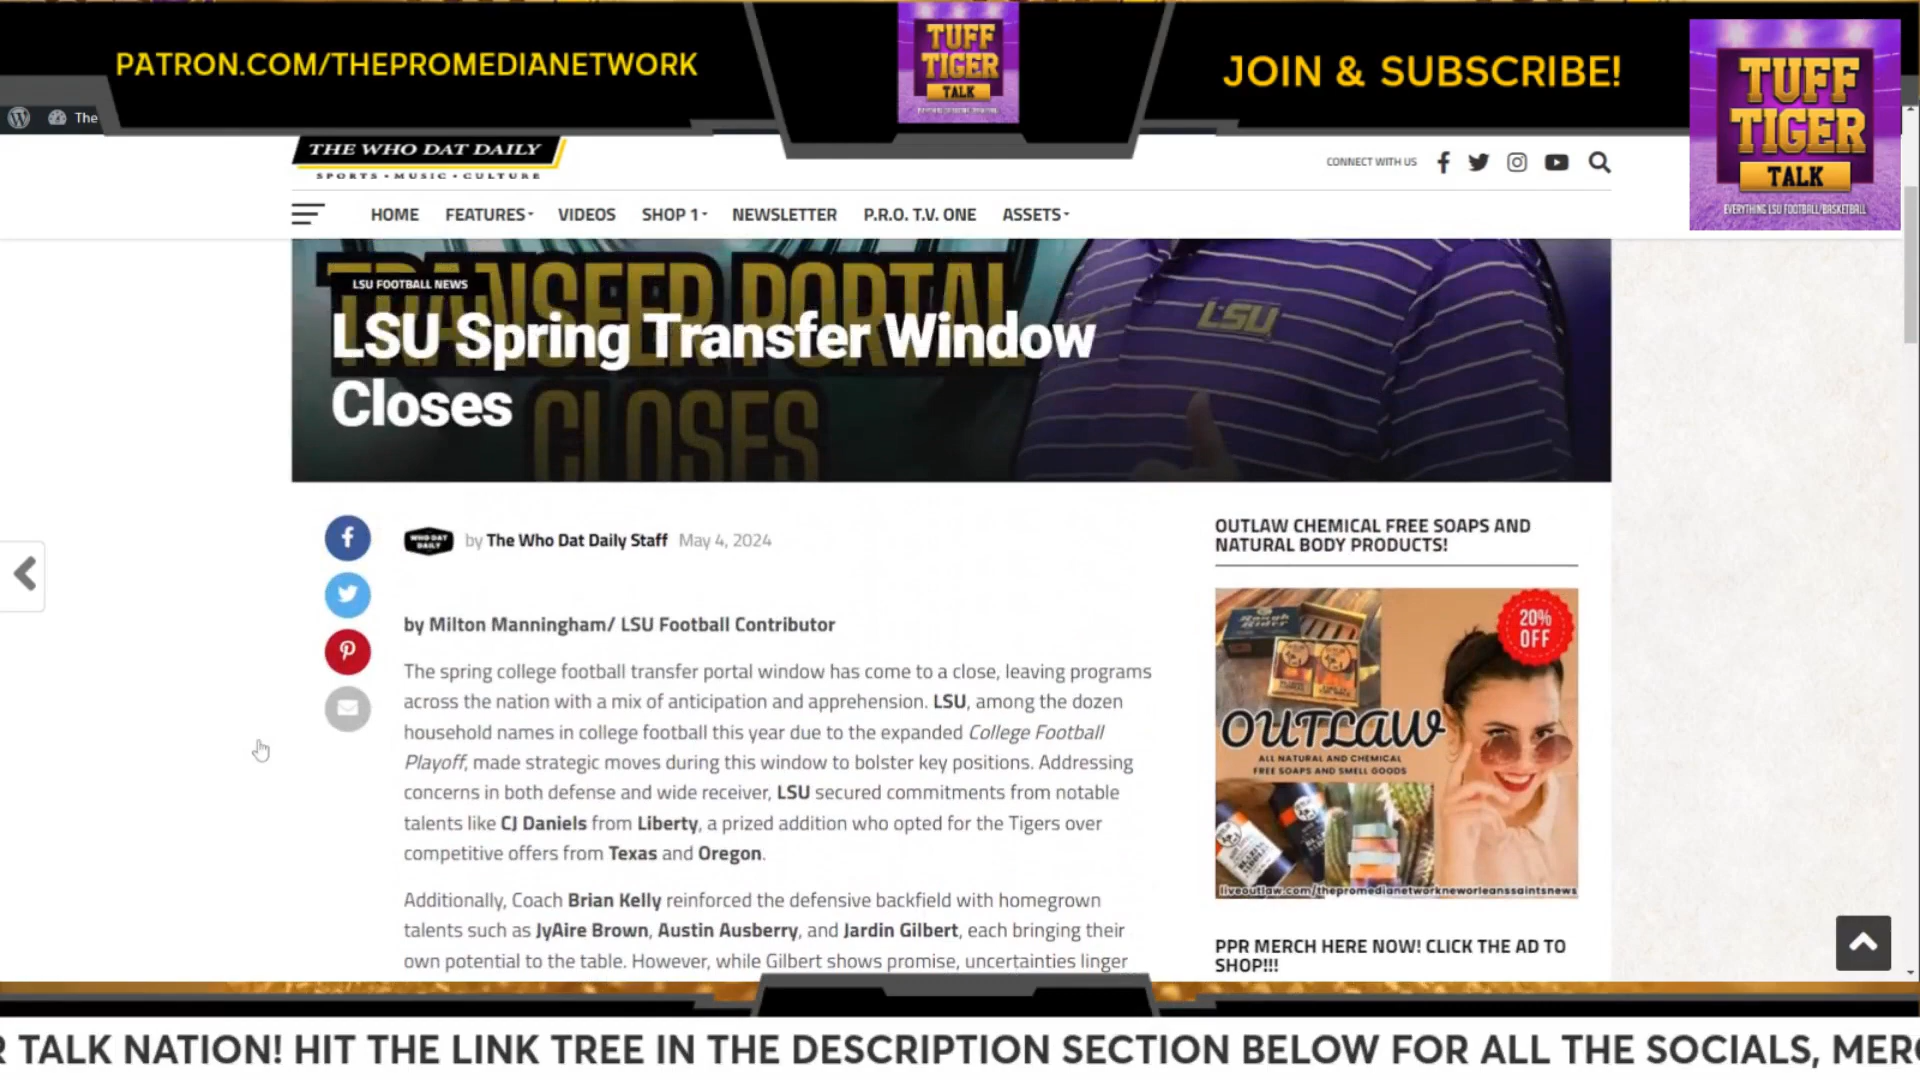 PATRON.COM/THEPROMEDIANETWORK
TUFF
TIGER
TALK
JOIN & SUBSCRIBE!
TUFF
TIGER
TALK
EVERYTHING LSU FOOTBALL/BASKETBALL
The
THE WHO DAT DAILY
SPORTS • MUSIC • CULTURE
CONNECT WITH US
HOME FEATURES VIDEOS SHOP 1 NEWSLETTER P.R.O. T.V. ONE ASSETS
TRANSFER PORTAL
CLOSES
LSU
LSU FOOTBALL NEWS
LSU Spring Transfer Window
Closes
WHO DAT
DAILY
by The Who Dat Daily Staff May 4, 2024
by Milton Manningham/ LSU Football Contributor
The spring college football transfer portal window has come to a close, leaving programs
across the nation with a mix of anticipation and apprehension. LSU, among the dozen
household names in college football this year due to the expanded College Football
Playoff, made strategic moves during this window to bolster key positions. Addressing
concerns in both defense and wide receiver, LSU secured commitments from notable
talents like CJ Daniels from Liberty, a prized addition who opted for the Tigers over
competitive offers from Texas and Oregon.
Additionally, Coach Brian Kelly reinforced the defensive backfield with homegrown
talents such as JyAire Brown, Austin Ausberry, and Jardin Gilbert, each bringing their
own potential to the table. However, while Gilbert shows promise, uncertainties linger
OUTLAW CHEMICAL FREE SOAPS AND
NATURAL BODY PRODUCTS!
20%
OFF
OUTLAW
ALL NATURAL AND CHEMICAL
FREE SOAPS AND SMELL GOODS
liveoutlaw.com/thepromedianetworkneworleanssaintsnews
PPR MERCH HERE NOW! CLICK THE AD TO
SHOP!!!
R TALK NATION! HIT THE LINK TREE IN THE DESCRIPTION SECTION BELOW FOR ALL THE SOCIALS, MERC